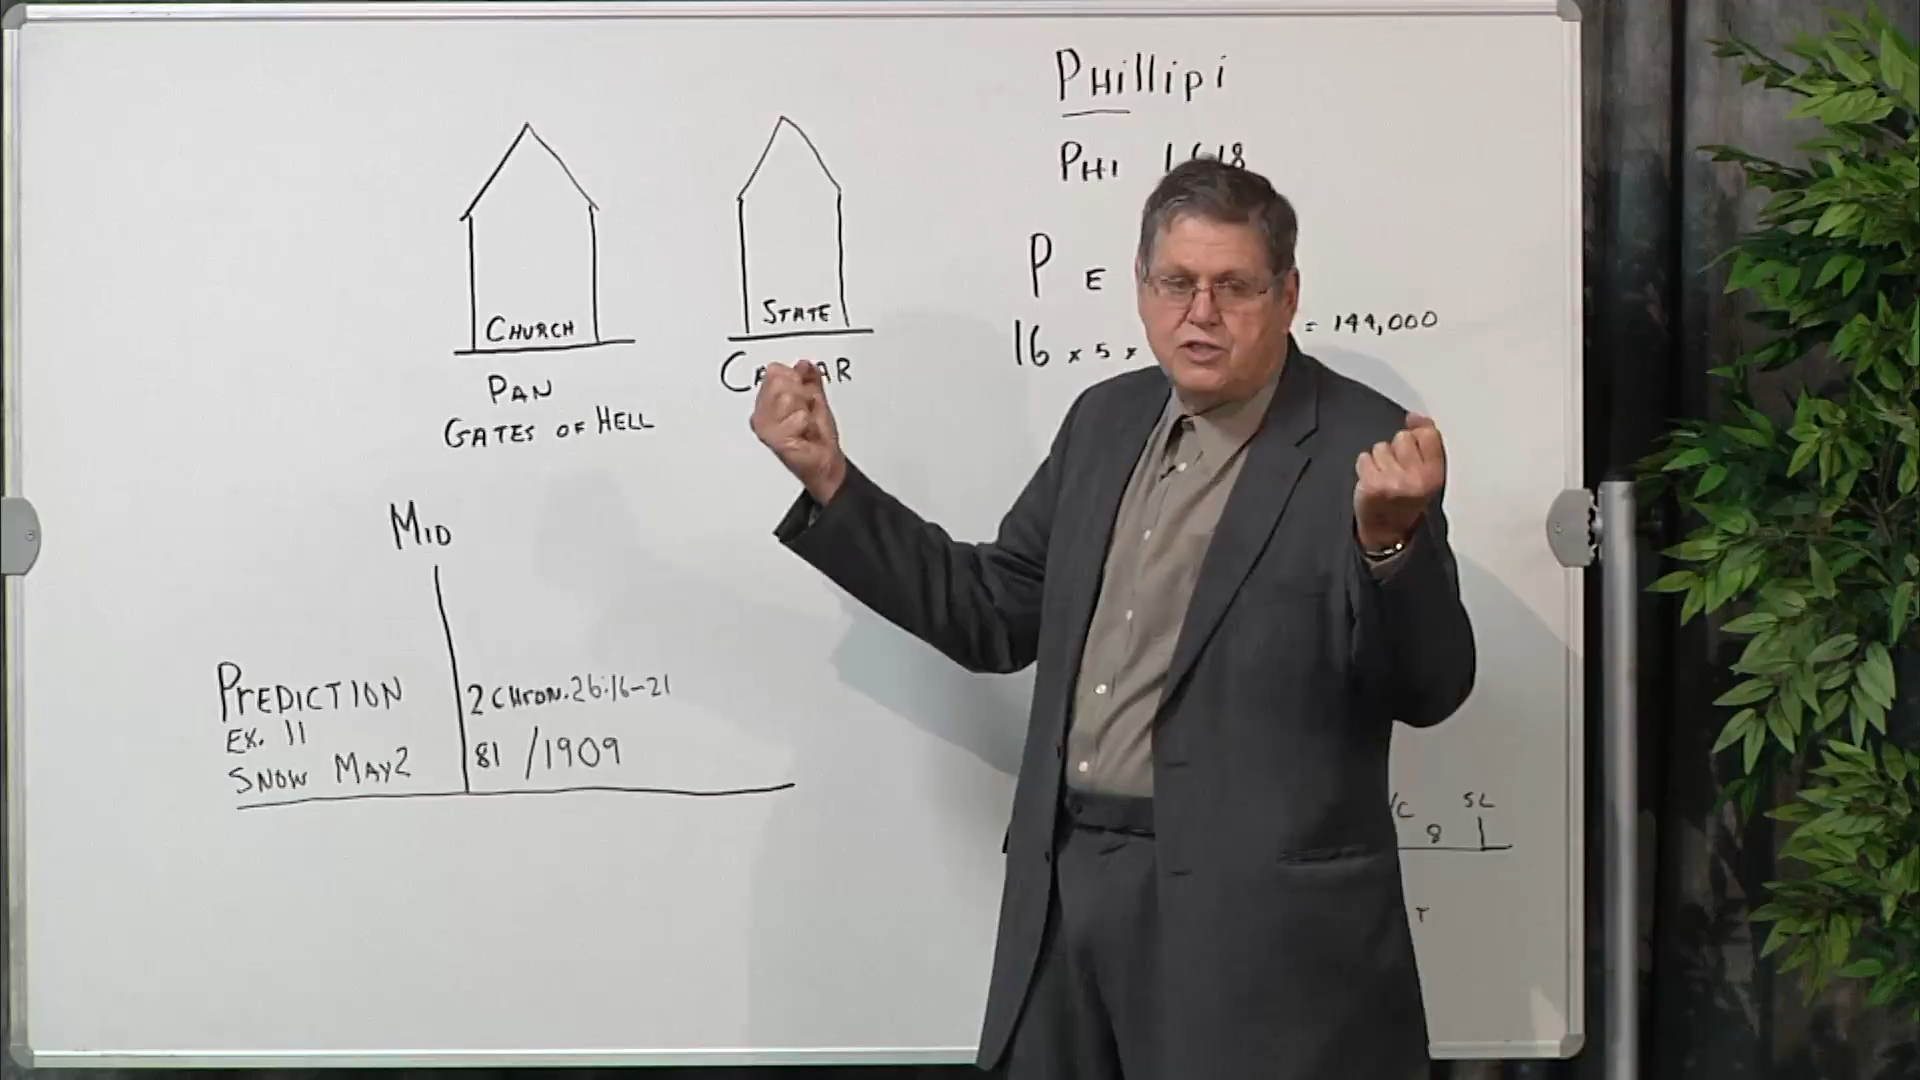 Phillipi
PHI
P E
16 x 5 x = 144,000
CHURCH
STATE
PAN
GATES OF HELL
MID
PREDICTION
2 CHRON. 26:16-21
EX. 11
SNOW MAY 2
81 /1909
8
SL
T